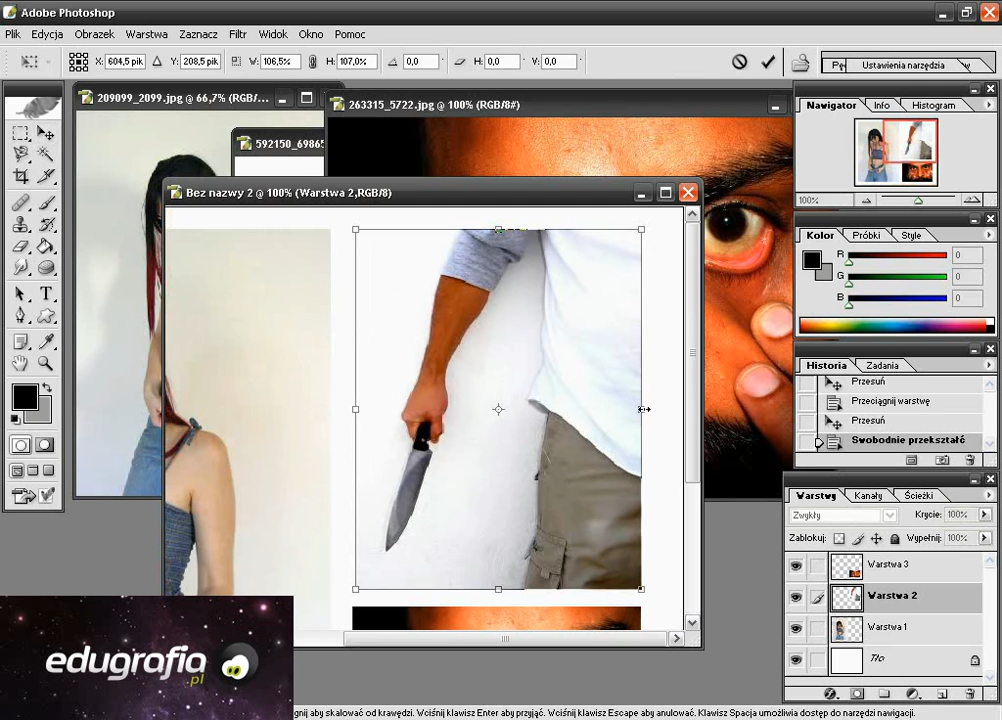 Adobe Photoshop
Plik Edycja Obrazek Warstwa Zaznacz Filtr Widok Okno Pomoc
X: 604,5 pik Y: 208,5 pik W: 106,5% H: 107,0% 0,0 H: 0,0 V: 0,0
Ustawienia narzędzia
209099_2099.jpg @ 66,7% (RGB/...
263315_5722.jpg @ 100% (RGB/8#)
Nawigator Info Histogram
100%
592150_69865
Bez nazwy 2 @ 100% (Warstwa 2,RGB/8)
Kolor Próbki Style
R 0
G 0
B 0
Historia Zadania
Przesuń
Przeciągnij warstwę
Przesuń
Swobodnie przekształć
Warstwy Kanały Ścieżki
Zwykły Krycie: 100%
Zablokuj: Wypełnij: 100%
Warstwa 3
Warstwa 2
Warstwa 1
Tło
edugrafia
.pl
gnij aby skalować od krawędzi. Wciśnij klawisz Enter aby przyjąć. Wciśnij klawisz Escape aby anulować. Klawisz Spacja umożliwia dostęp do narzędzi nawigacji.